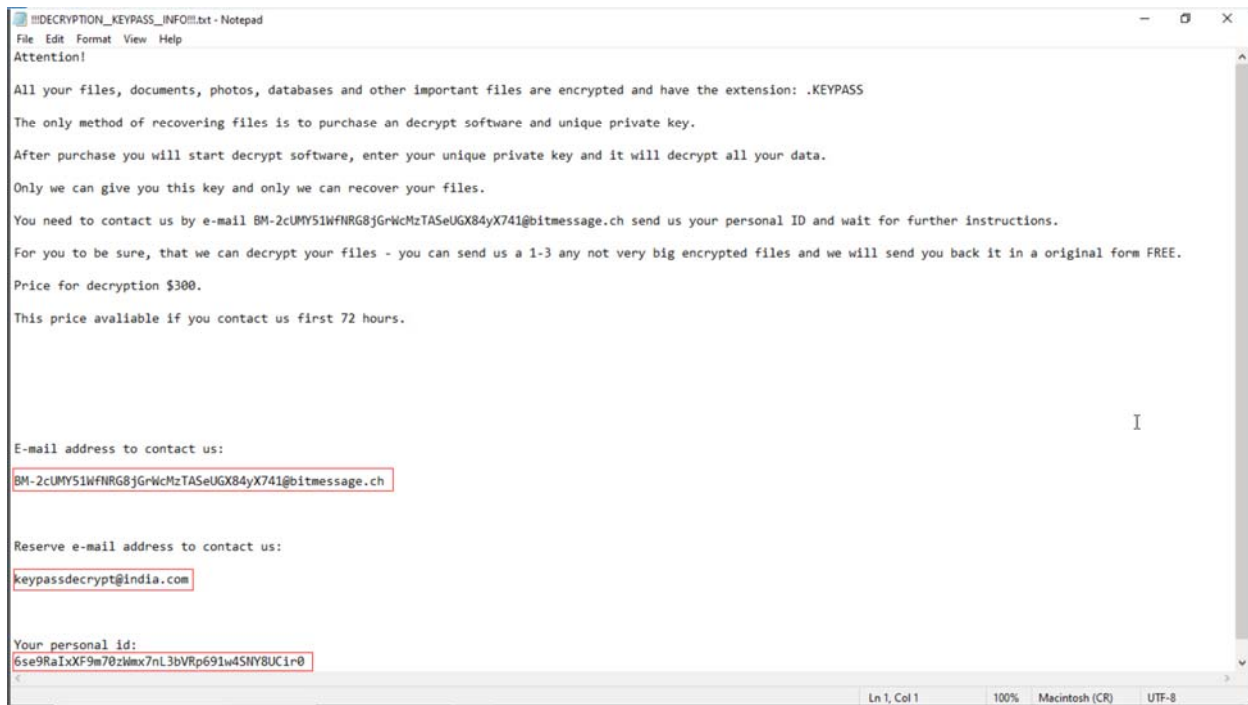 !!!DECRYPTION__KEYPASS__INFO!!!.txt - Notepad
File Edit Format View Help
Attention!
All your files, documents, photos, databases and other important files are encrypted and have the extension: .KEYPASS
The only method of recovering files is to purchase an decrypt software and unique private key.
After purchase you will start decrypt software, enter your unique private key and it will decrypt all your data.
Only we can give you this key and only we can recover your files.
You need to contact us by e-mail BM-2cUMY51WfNRG8jGrWcMzTASeUGX84yX741@bitmessage.ch send us your personal ID and wait for further instructions.
For you to be sure, that we can decrypt your files - you can send us a 1-3 any not very big encrypted files and we will send you back it in a original form FREE.
Price for decryption $300.
This price avaliable if you contact us first 72 hours.
E-mail address to contact us:
BM-2cUMY51WfNRG8jGrWcMzTASeUGX84yX741@bitmessage.ch
Reserve e-mail address to contact us:
keypassdecrypt@india.com
Your personal id:
6se9RaIxXF9m70zWmx7nL3bVRp691w4SNY8UCir0
Ln 1, Col 1 100% Macintosh (CR) UTF-8